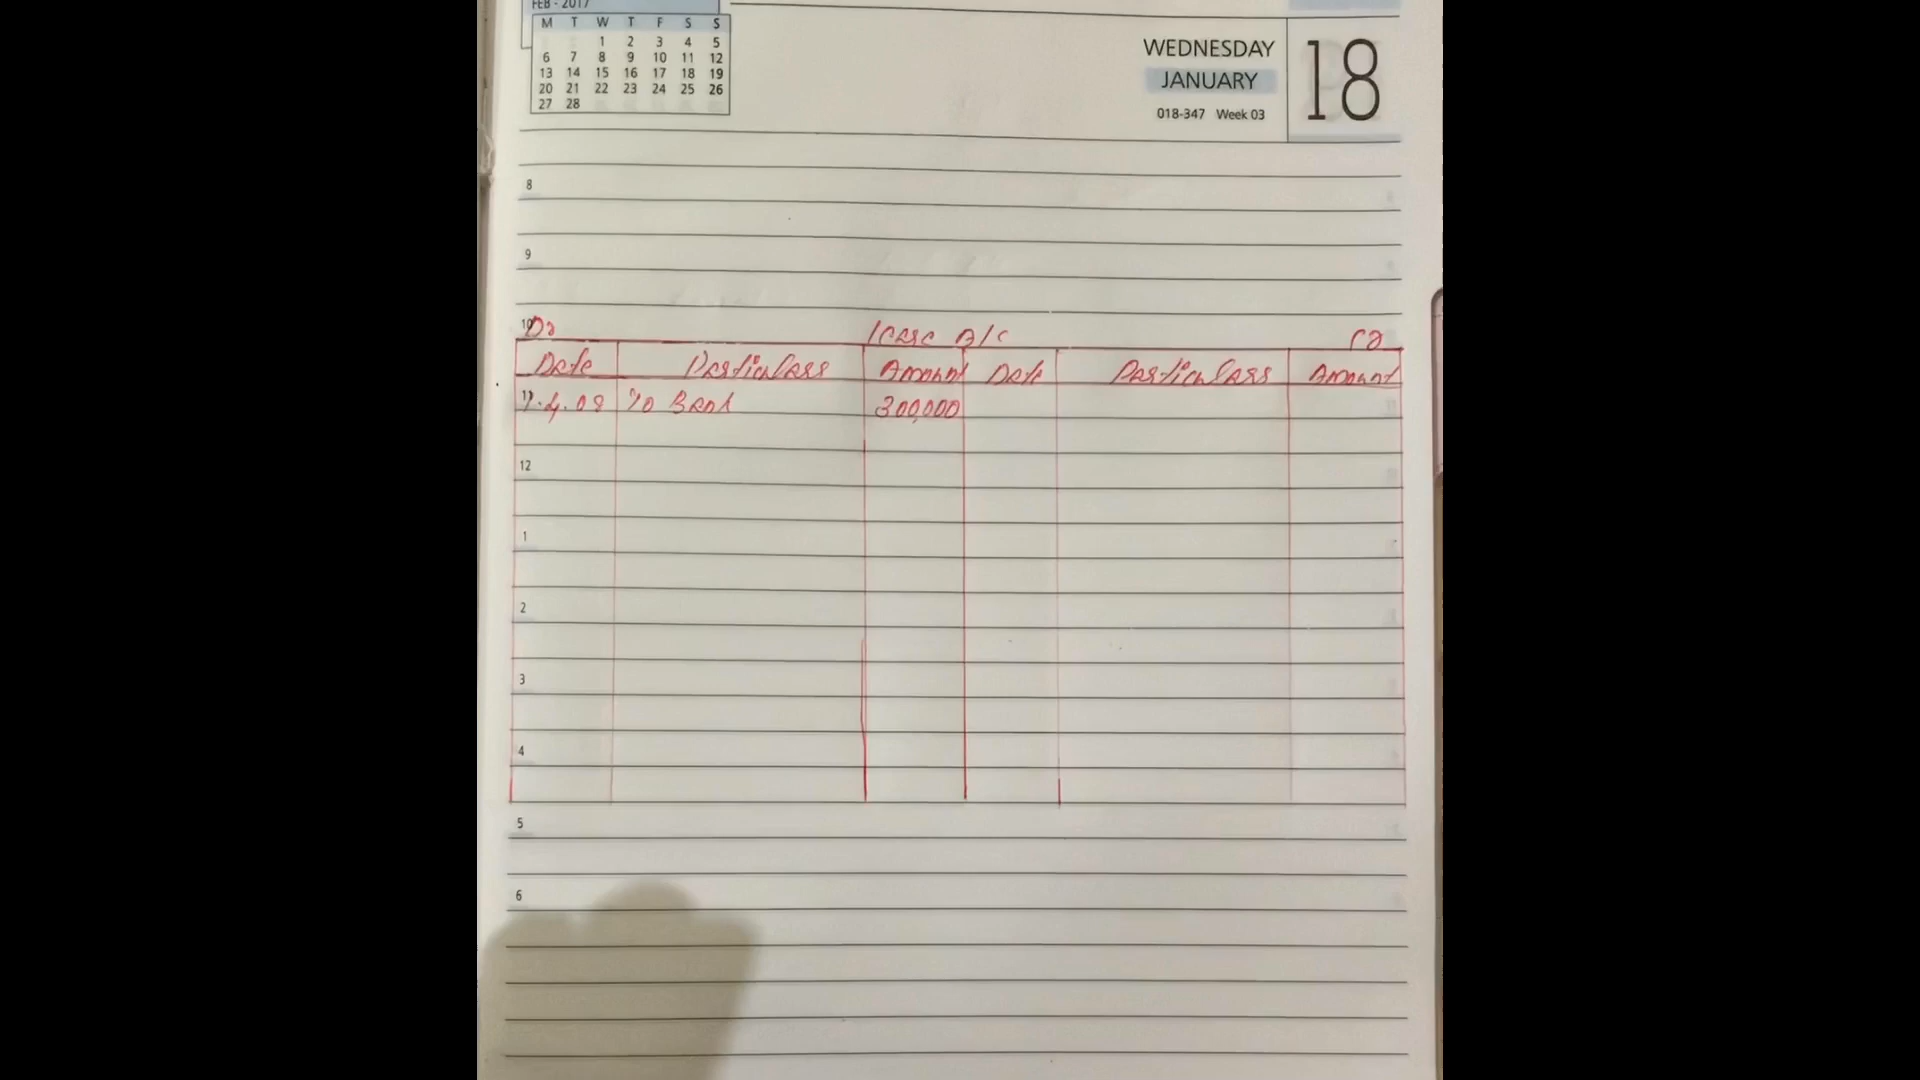 FEB - 2017
M T W T F S S
1 2 3 4 5
6 7 8 9 10 11 12
13 14 15 16 17 18 19
20 21 22 23 24 25 26
27 28
WEDNESDAY
JANUARY
018-347 Week 03
18
8
9
10
Dr Lease A/C Cr
Date Particulars Amount Date Particulars Amount
11
1.4.08 To Bank 300,000
12
1
2
3
4
5
6